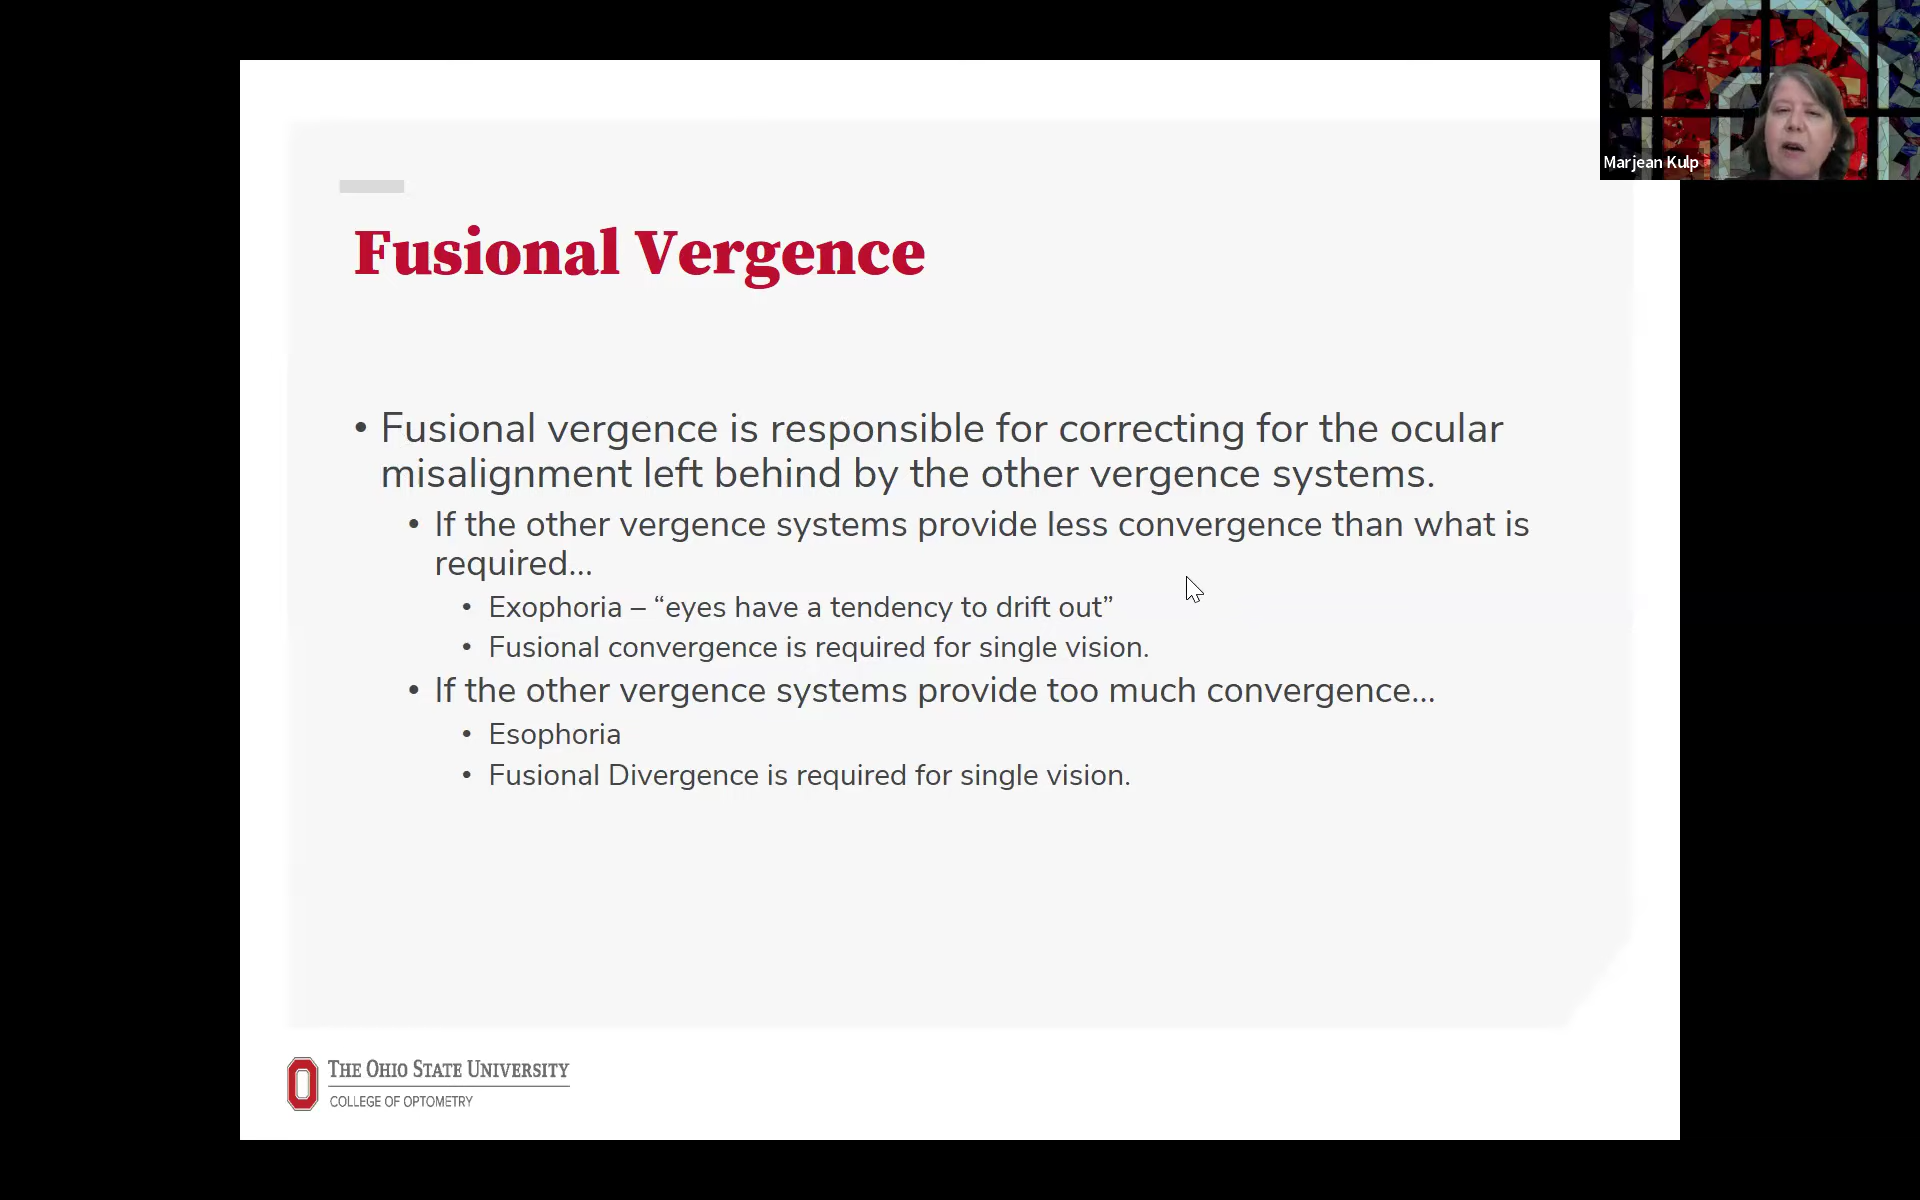 Marjean Kulp
Fusional Vergence
• Fusional vergence is responsible for correcting for the ocular
misalignment left behind by the other vergence systems.
• If the other vergence systems provide less convergence than what is
required...
• Exophoria – “eyes have a tendency to drift out”
• Fusional convergence is required for single vision.
• If the other vergence systems provide too much convergence...
• Esophoria
• Fusional Divergence is required for single vision.
THE OHIO STATE UNIVERSITY
COLLEGE OF OPTOMETRY